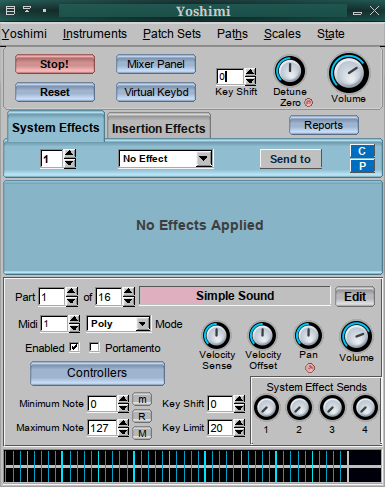 Yoshimi
Yoshimi Instruments Patch Sets Paths Scales State
Stop! Mixer Panel
Reset Virtual Keybd
0 Key Shift
Detune Zero
Volume
System Effects Insertion Effects Reports
1 No Effect Send to C
P
No Effects Applied
Part 1 of 16 Simple Sound Edit
Midi 1 Poly Mode
Enabled Portamento
Velocity Sense
Velocity Offset
Pan
Volume
Controllers
Minimum Note 0 m Key Shift 0
R
Maximum Note 127 M Key Limit 20
System Effect Sends
1 2 3 4